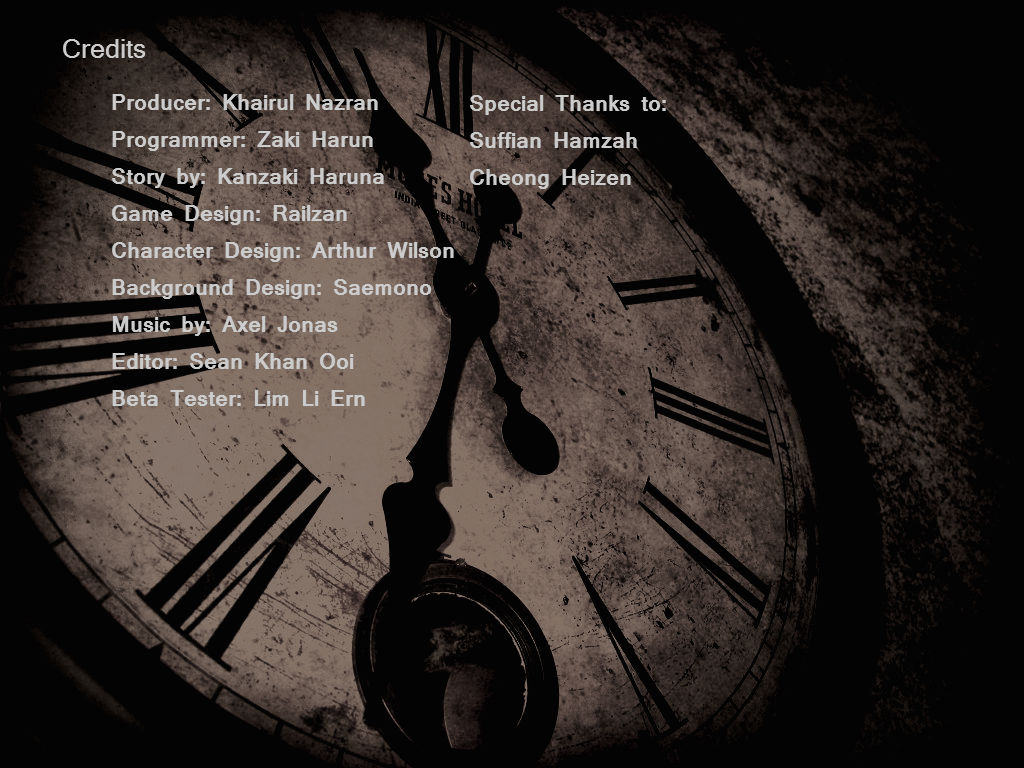 Credits
Producer: Khairul Nazran
Programmer: Zaki Harun
Story by: Kanzaki Haruna
Game Design: Railzan
Character Design: Arthur Wilson
Background Design: Saemono
Music by: Axel Jonas
Editor: Sean Khan Ooi
Beta Tester: Lim Li Ern
Special Thanks to:
Suffian Hamzah
Cheong Heizen